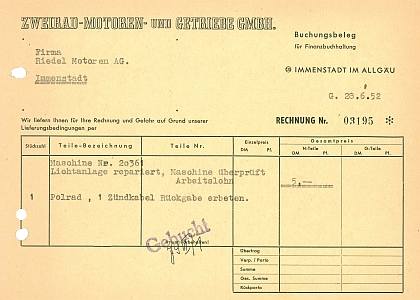 ZWEIRAD-MOTOREN- UND GETRIEBE GMBH.
Buchungsbeleg
für Finanzbuchhaltung
Firma
Riedel Motoren AG.
Immenstadt
IMMENSTADT IM ALLGÄU
G. 28.6.52
Wir liefern Ihnen für Ihre Rechnung und Gefahr auf Grund unserer
Lieferungsbedingungen per
RECHNUNG Nr. 03195 *
Stückzahl Teile-Bezeichnung Teile Nr. Einzelpreis DM Pf. Gesamtpreis N-Teile DM Pf. G-Teile DM Pf.
Maschine Nr. 20361
Lichtanlage repariert, Maschine überprüft
Arbeitslohn 5,—
1 Polrad , 1 Zündkabel Rückgabe erbeten.
Gebucht
Übertrag
Verp. / Porto
Summe
Ges. Summe
Rückporto